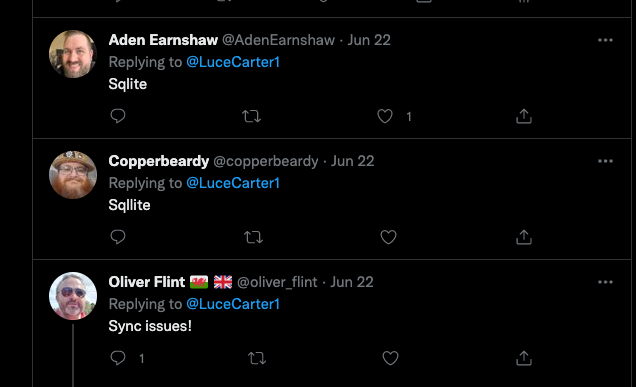 Aden Earnshaw @AdenEarnshaw · Jun 22
Replying to @LuceCarter1
Sqlite
1
Copperbeardy @copperbeardy · Jun 22
Replying to @LuceCarter1
Sqllite
Oliver Flint 🏴󠁧󠁢󠁷󠁬󠁳󠁿 🇬🇧 @oliver_flint · Jun 22
Replying to @LuceCarter1
Sync issues!
1